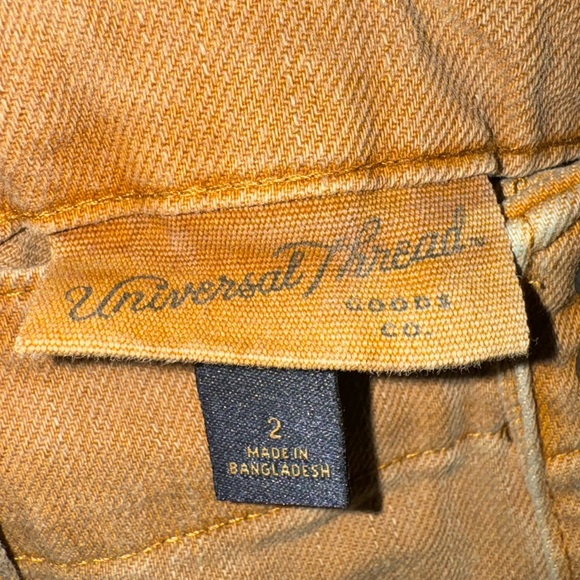 Universal Thread
GOODS
CO.
2
MADE IN
BANGLADESH